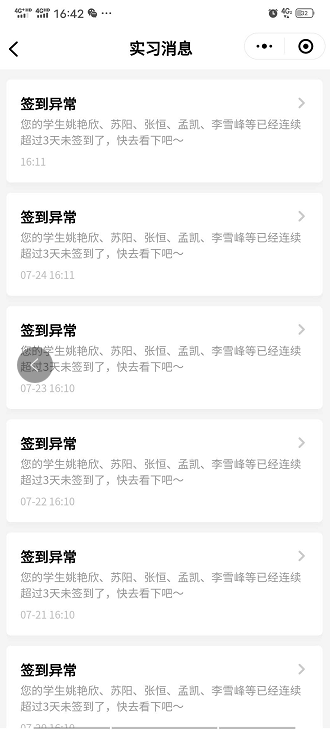 16:42
实习消息
签到异常
您的学生姚艳欣、苏阳、张恒、孟凯、李雪峰等已经连续
超过3天未签到了，快去看下吧～
16:11
签到异常
您的学生姚艳欣、苏阳、张恒、孟凯、李雪峰等已经连续
超过3天未签到了，快去看下吧～
07-24 16:11
签到异常
您的学生姚艳欣、苏阳、张恒、孟凯、李雪峰等已经连续
超过3天未签到了，快去看下吧～
07-23 16:10
签到异常
您的学生姚艳欣、苏阳、张恒、孟凯、李雪峰等已经连续
超过3天未签到了，快去看下吧～
07-22 16:10
签到异常
您的学生姚艳欣、苏阳、张恒、孟凯、李雪峰等已经连续
超过3天未签到了，快去看下吧～
07-21 16:10
签到异常
您的学生姚艳欣、苏阳、张恒、孟凯、李雪峰等已经连续
超过3天未签到了，快去看下吧～
07-20 16:10